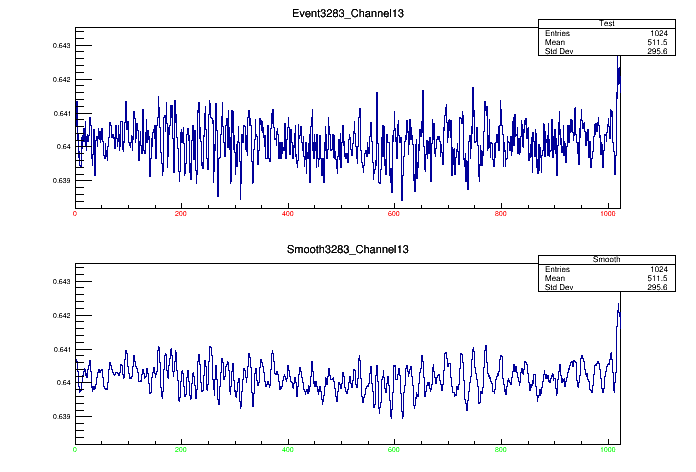 Event3283_Channel13
Test
Entries 1024
Mean 511.5
Std Dev 295.6
0.643
0.642
0.641
0.64
0.639
0 200 400 600 800 1000
Smooth3283_Channel13
Smooth
Entries 1024
Mean 511.5
Std Dev 295.6
0.643
0.642
0.641
0.64
0.639
0 200 400 600 800 1000